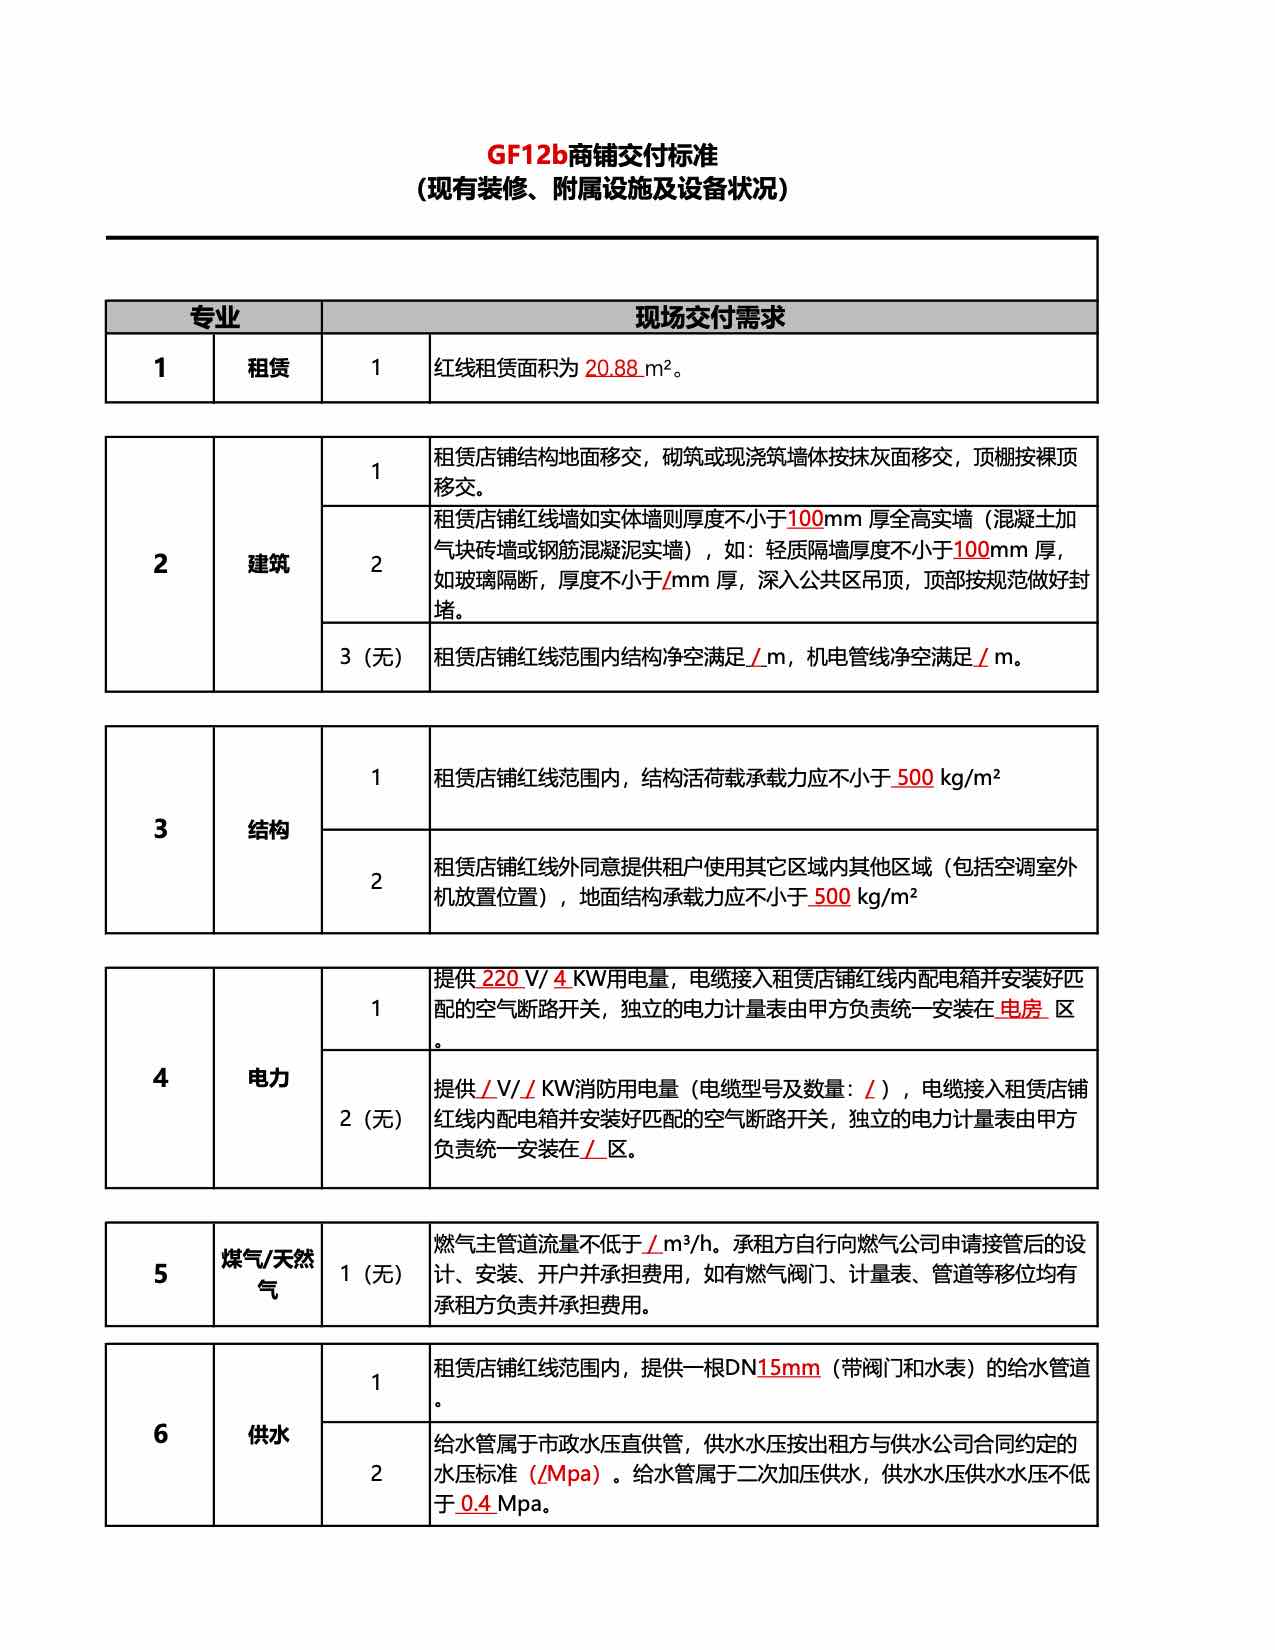 GF12b商铺交付标准
（现有装修、附属设施及设备状况）
专业
现场交付需求
1
租赁
1
红线租赁面积为 20.88 m²。
2
建筑
1
租赁店铺结构地面移交，砌筑或现浇筑墙体按抹灰面移交，顶棚按裸顶
移交。
2
租赁店铺红线墙如实体墙则厚度不小于100mm 厚全高实墙（混凝土加
气块砖墙或钢筋混凝泥实墙），如：轻质隔墙厚度不小于100mm 厚，
如玻璃隔断，厚度不小于/mm 厚，深入公共区吊顶，顶部按规范做好封
堵。
3（无）
租赁店铺红线范围内结构净空满足 / m，机电管线净空满足 / m。
3
结构
1
租赁店铺红线范围内，结构活荷载承载力应不小于 500 kg/m²
2
租赁店铺红线外同意提供租户使用其它区域内其他区域（包括空调室外
机放置位置），地面结构承载力应不小于 500 kg/m²
4
电力
1
提供 220 V/ 4 KW用电量，电缆接入租赁店铺红线内配电箱并安装好匹
配的空气断路开关，独立的电力计量表由甲方负责统一安装在 电房 区
。
2（无）
提供 / V/ / KW消防用电量（电缆型号及数量：/ ），电缆接入租赁店铺
红线内配电箱并安装好匹配的空气断路开关，独立的电力计量表由甲方
负责统一安装在 / 区。
5
煤气/天然
气
1（无）
燃气主管道流量不低于 / m³/h。承租方自行向燃气公司申请接管后的设
计、安装、开户并承担费用，如有燃气阀门、计量表、管道等移位均有
承租方负责并承担费用。
6
供水
1
租赁店铺红线范围内，提供一根DN15mm（带阀门和水表）的给水管道
。
2
给水管属于市政水压直供管，供水水压按出租方与供水公司合同约定的
水压标准（/Mpa）。给水管属于二次加压供水，供水水压供水水压不低
于 0.4 Mpa。